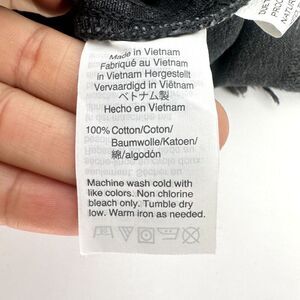 Made in Vietnam
Fabriqué au Vietnam
in Vietnam Hergestellt
Vervaardigd in Viëtnam
ベトナム製
Hecho en Vietnam
100% Cotton/Coton/
Baumwolle/Katoen/
綿/algodón
Machine wash cold with
like colors. Non chlorine
bleach only. Tumble dry
low. Warm iron as needed.